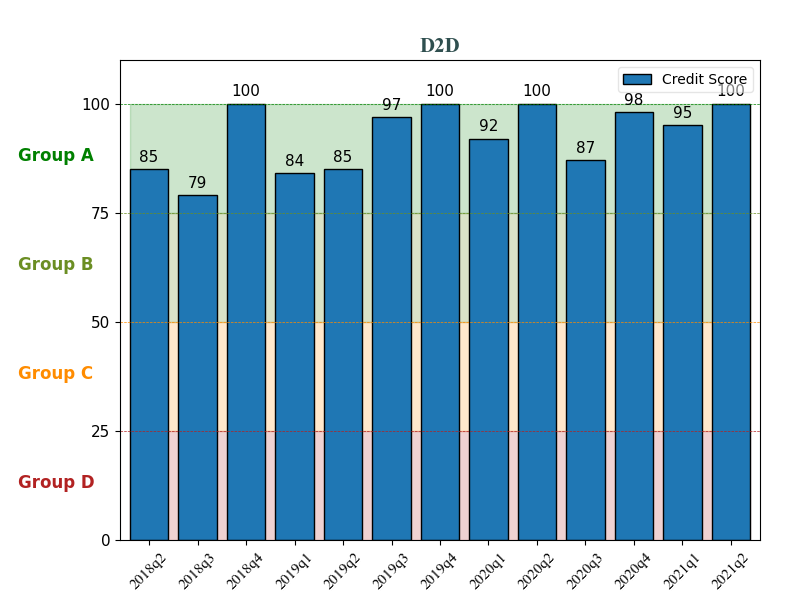 D2D
Credit Score
100
100
100
100
98
97
95
92
87
85
85
84
79
100
75
50
25
0
Group A
Group B
Group C
Group D
2018q2
2018q3
2018q4
2019q1
2019q2
2019q3
2019q4
2020q1
2020q2
2020q3
2020q4
2021q1
2021q2